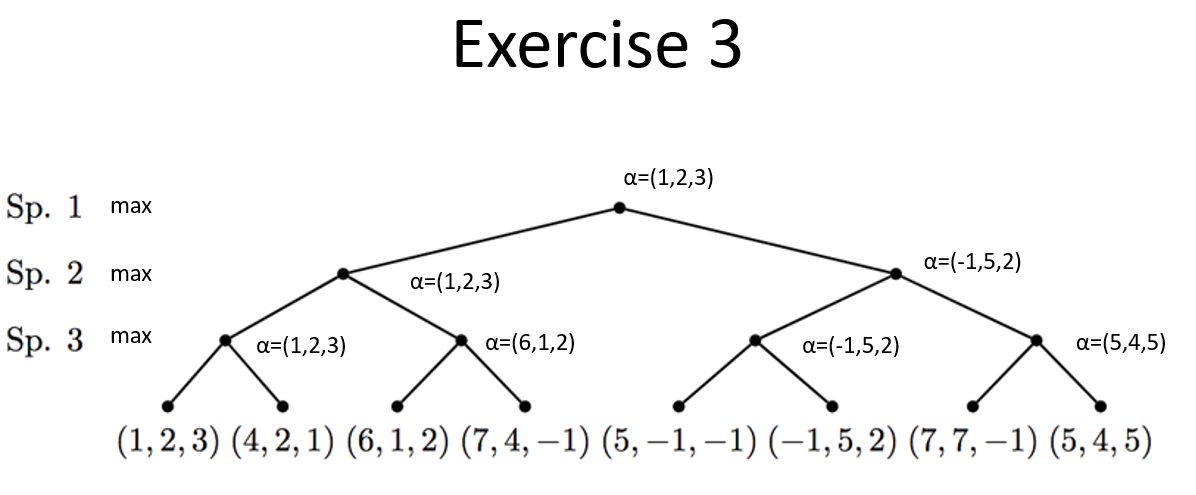 Exercise 3
α=(1,2,3)
Sp. 1 max
α=(-1,5,2)
Sp. 2 max
α=(1,2,3)
Sp. 3 max
α=(1,2,3)
α=(6,1,2)
α=(-1,5,2)
α=(5,4,5)
(1, 2, 3) (4, 2, 1) (6, 1, 2) (7, 4, −1) (5, −1, −1) (−1, 5, 2) (7, 7, −1) (5, 4, 5)